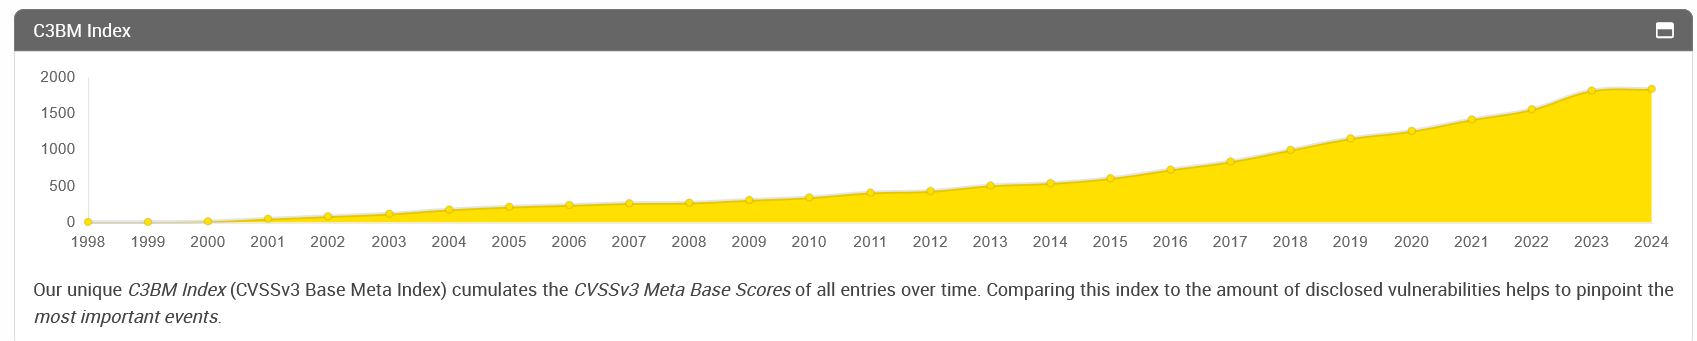 C3BM Index
2000
1500
1000
500
0
1998 1999 2000 2001 2002 2003 2004 2005 2006 2007 2008 2009 2010 2011 2012 2013 2014 2015 2016 2017 2018 2019 2020 2021 2022 2023 2024
Our unique C3BM Index (CVSSv3 Base Meta Index) cumulates the CVSSv3 Meta Base Scores of all entries over time. Comparing this index to the amount of disclosed vulnerabilities helps to pinpoint the
most important events.